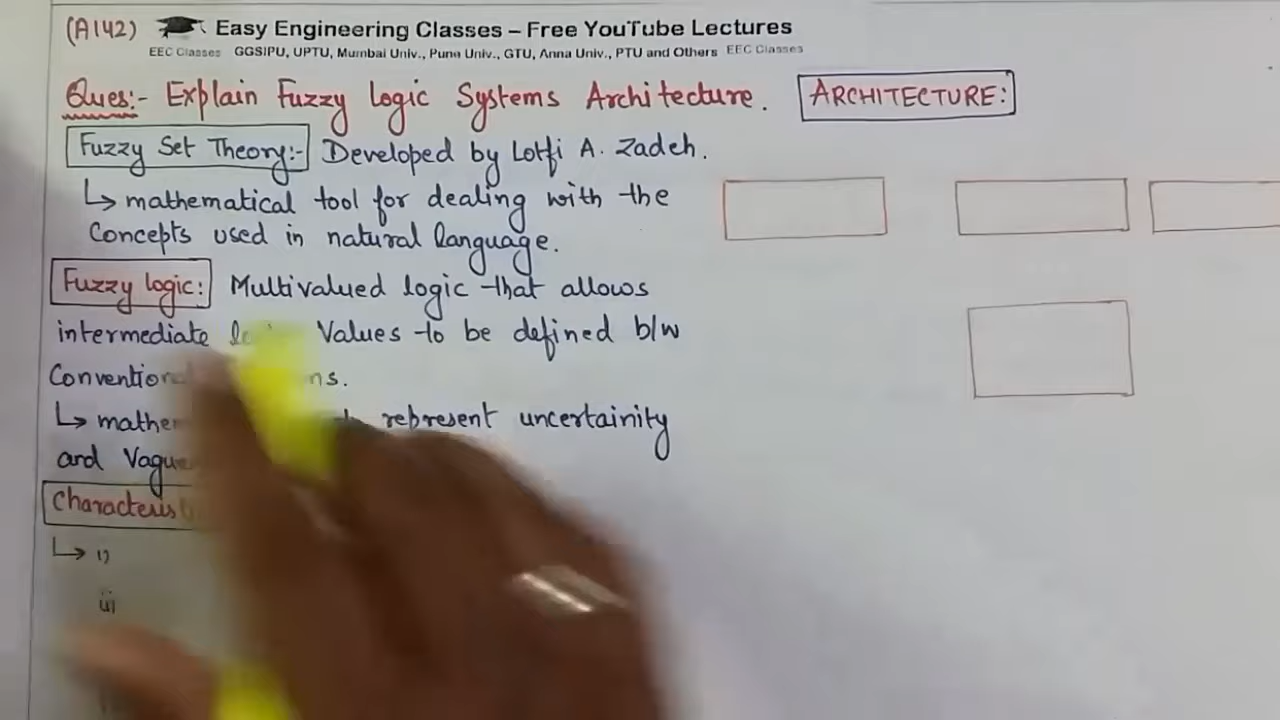 (A142) Easy Engineering Classes – Free YouTube Lectures
EEC Classes GGSIPU, UPTU, Mumbai Univ., Pune Univ., GTU, Anna Univ., PTU and Others EEC Classes
Ques:- Explain Fuzzy Logic Systems Architecture. ARCHITECTURE:
Fuzzy Set Theory:- Developed by Lotfi A. Zadeh.
↳ mathematical tool for dealing with the
Concepts used in natural language.
Fuzzy logic: Multivalued logic that allows
intermediate Values to be defined b/w
Conventional
↳ represent uncertainity
and
↳ i)
ii)